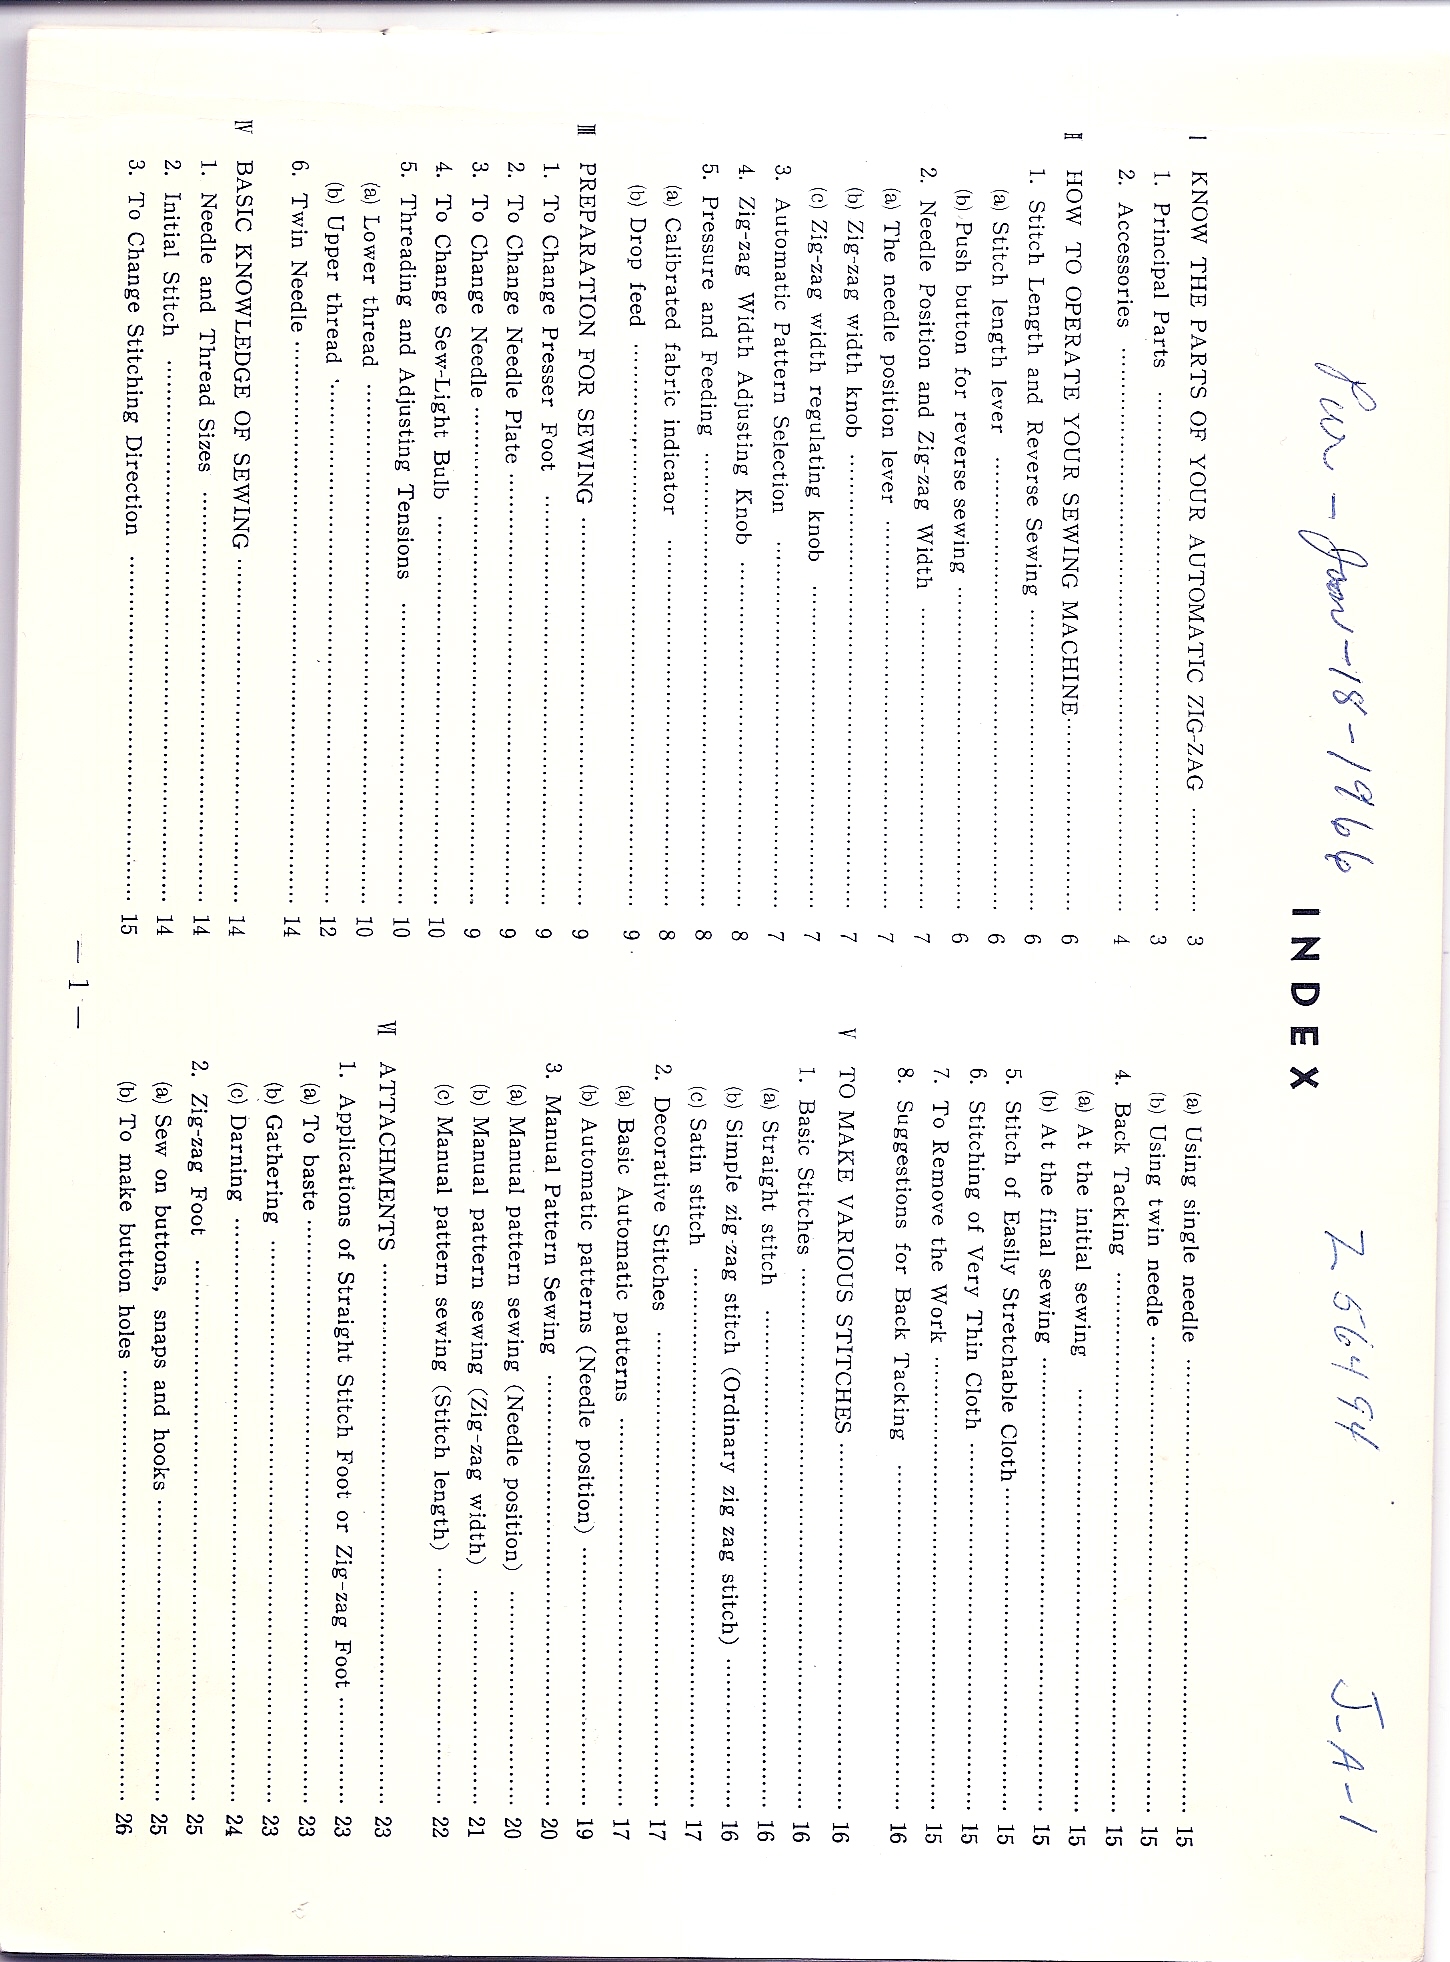 Pur - Jan - 18 - 1966
Z 56494
J-A-1
INDEX
I KNOW THE PARTS OF YOUR AUTOMATIC ZIG-ZAG ............ 3
1. Principal Parts ............ 3
2. Accessories ............ 4
II HOW TO OPERATE YOUR SEWING MACHINE ............ 6
1. Stitch Length and Reverse Sewing ............ 6
(a) Stitch length lever ............ 6
(b) Push button for reverse sewing ............ 6
2. Needle Position and Zig-zag Width ............ 7
(a) The needle position lever ............ 7
(b) Zig-zag width knob ............ 7
(c) Zig-zag width regulating knob ............ 7
3. Automatic Pattern Selection ............ 7
4. Zig-zag Width Adjusting Knob ............ 8
5. Pressure and Feeding ............ 8
(a) Calibrated fabric indicator ............ 8
(b) Drop feed ............ 9
III PREPARATION FOR SEWING ............ 9
1. To Change Presser Foot ............ 9
2. To Change Needle Plate ............ 9
3. To Change Needle ............ 9
4. To Change Sew-Light Bulb ............ 10
5. Threading and Adjusting Tensions ............ 10
(a) Lower thread ............ 10
(b) Upper thread ............ 12
6. Twin Needle ............ 14
IV BASIC KNOWLEDGE OF SEWING ............ 14
1. Needle and Thread Sizes ............ 14
2. Initial Stitch ............ 14
3. To Change Stitching Direction ............ 15
(a) Using single needle ............ 15
(b) Using twin needle ............ 15
4. Back Tacking ............ 15
(a) At the initial sewing ............ 15
(b) At the final sewing ............ 15
5. Stitch of Easily Stretchable Cloth ............ 15
6. Stitching of Very Thin Cloth ............ 15
7. To Remove the Work ............ 15
8. Suggestions for Back Tacking ............ 16
V TO MAKE VARIOUS STITCHES ............ 16
1. Basic Stitches ............ 16
(a) Straight stitch ............ 16
(b) Simple zig-zag stitch (Ordinary zig zag stitch) ............ 16
(c) Satin stitch ............ 17
2. Decorative Stitches ............ 17
(a) Basic Automatic patterns ............ 17
(b) Automatic patterns (Needle position) ............ 19
3. Manual Pattern Sewing ............ 20
(a) Manual pattern sewing (Needle position) ............ 20
(b) Manual pattern sewing (Zig-zag width) ............ 21
(c) Manual pattern sewing (Stitch length) ............ 22
VI ATTACHMENTS ............ 23
1. Applications of Straight Stitch Foot or Zig-zag Foot ............ 23
(a) To baste ............ 23
(b) Gathering ............ 23
(c) Darning ............ 24
2. Zig-zag Foot ............ 25
(a) Sew on buttons, snaps and hooks ............ 25
(b) To make button holes ............ 26
— 1 —